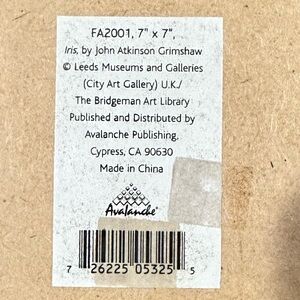 FA2001, 7" x 7",
Iris, by John Atkinson Grimshaw
© Leeds Museums and Galleries
(City Art Gallery) U.K./
The Bridgeman Art Library
Published and Distributed by
Avalanche Publishing,
Cypress, CA 90630
Made in China
Avalanche®
7 26225 05325 5